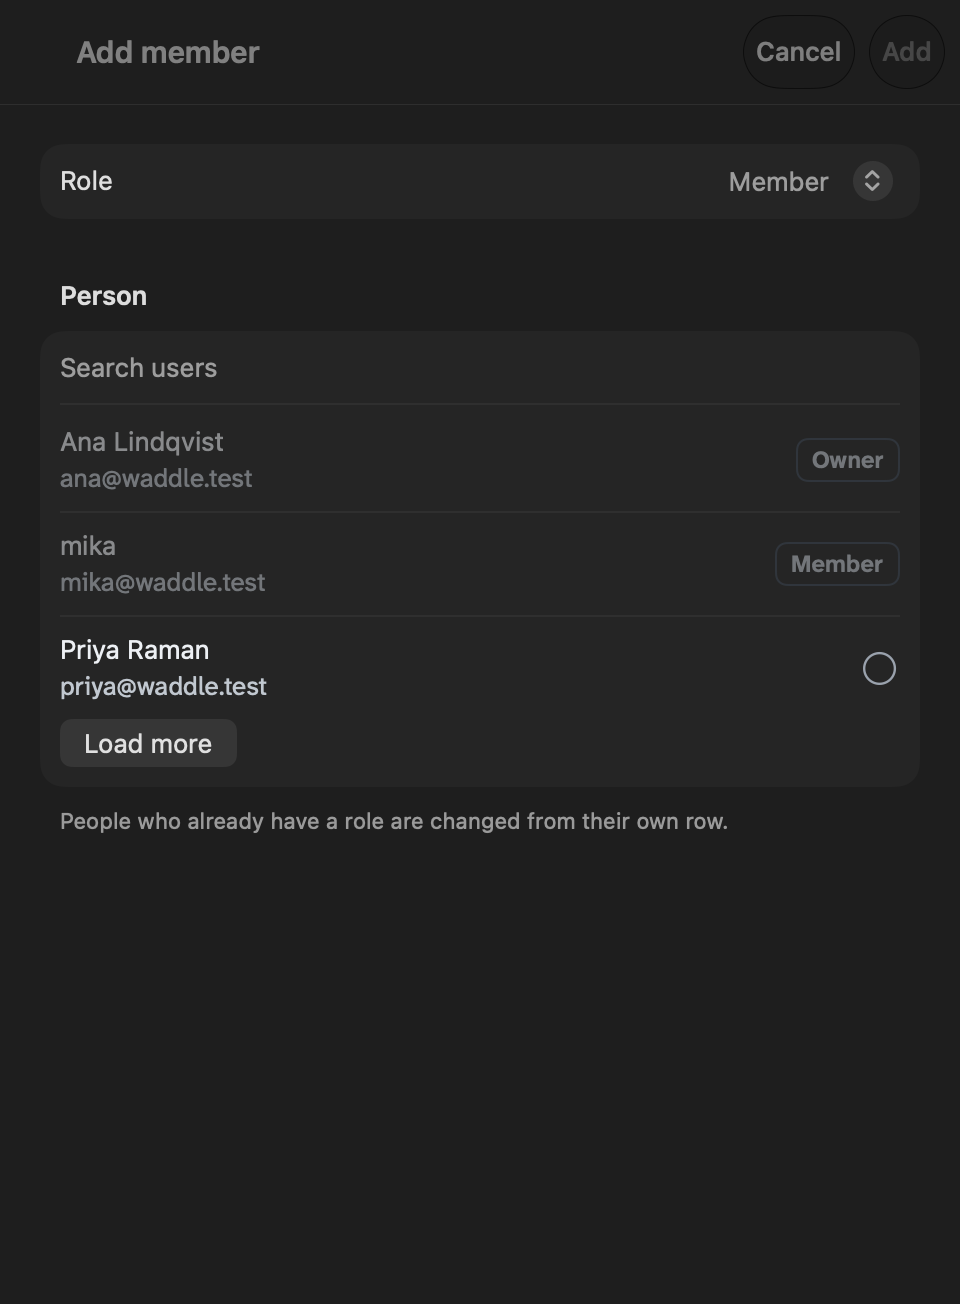 Add member
Cancel
Add
Role
Member
Person
Search users
Ana Lindqvist
ana@waddle.test
Owner
mika
mika@waddle.test
Member
Priya Raman
priya@waddle.test
Load more
People who already have a role are changed from their own row.